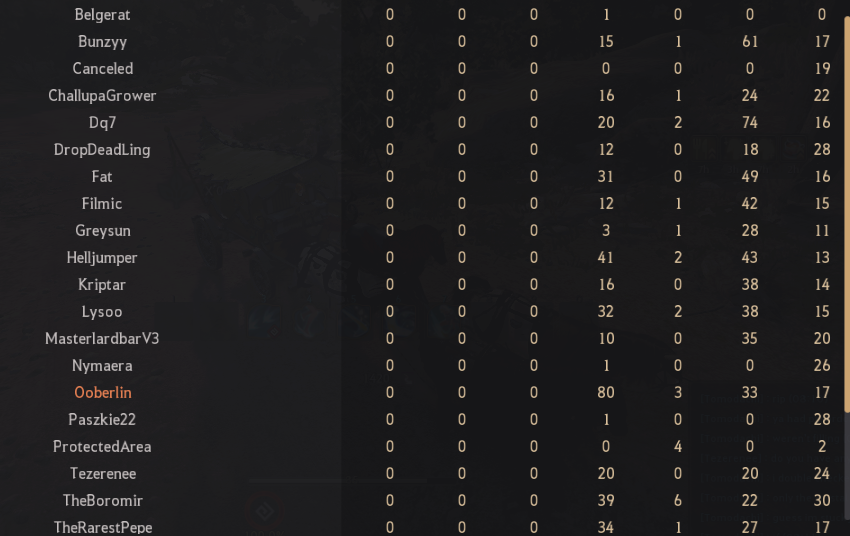 Belgerat 0 0 0 1 0 0 0
Bunzyy 0 0 0 15 1 61 17
Canceled 0 0 0 0 0 0 19
ChallupaGrower 0 0 0 16 1 24 22
Dq7 0 0 0 20 2 74 16
DropDeadLing 0 0 0 12 0 18 28
Fat 0 0 0 31 0 49 16
Filmic 0 0 0 12 1 42 15
Greysun 0 0 0 3 1 28 11
Helljumper 0 0 0 41 2 43 13
Kriptar 0 0 0 16 0 38 14
Lysoo 0 0 0 32 2 38 15
MasterlardbarV3 0 0 0 10 0 35 20
Nymaera 0 0 0 1 0 0 26
Ooberlin 0 0 0 80 3 33 17
Paszkie22 0 0 0 1 0 0 28
ProtectedArea 0 0 0 0 4 0 2
Tezerenee 0 0 0 20 0 20 24
TheBoromir 0 0 0 39 6 22 30
TheRarestPepe 0 0 0 34 1 27 17